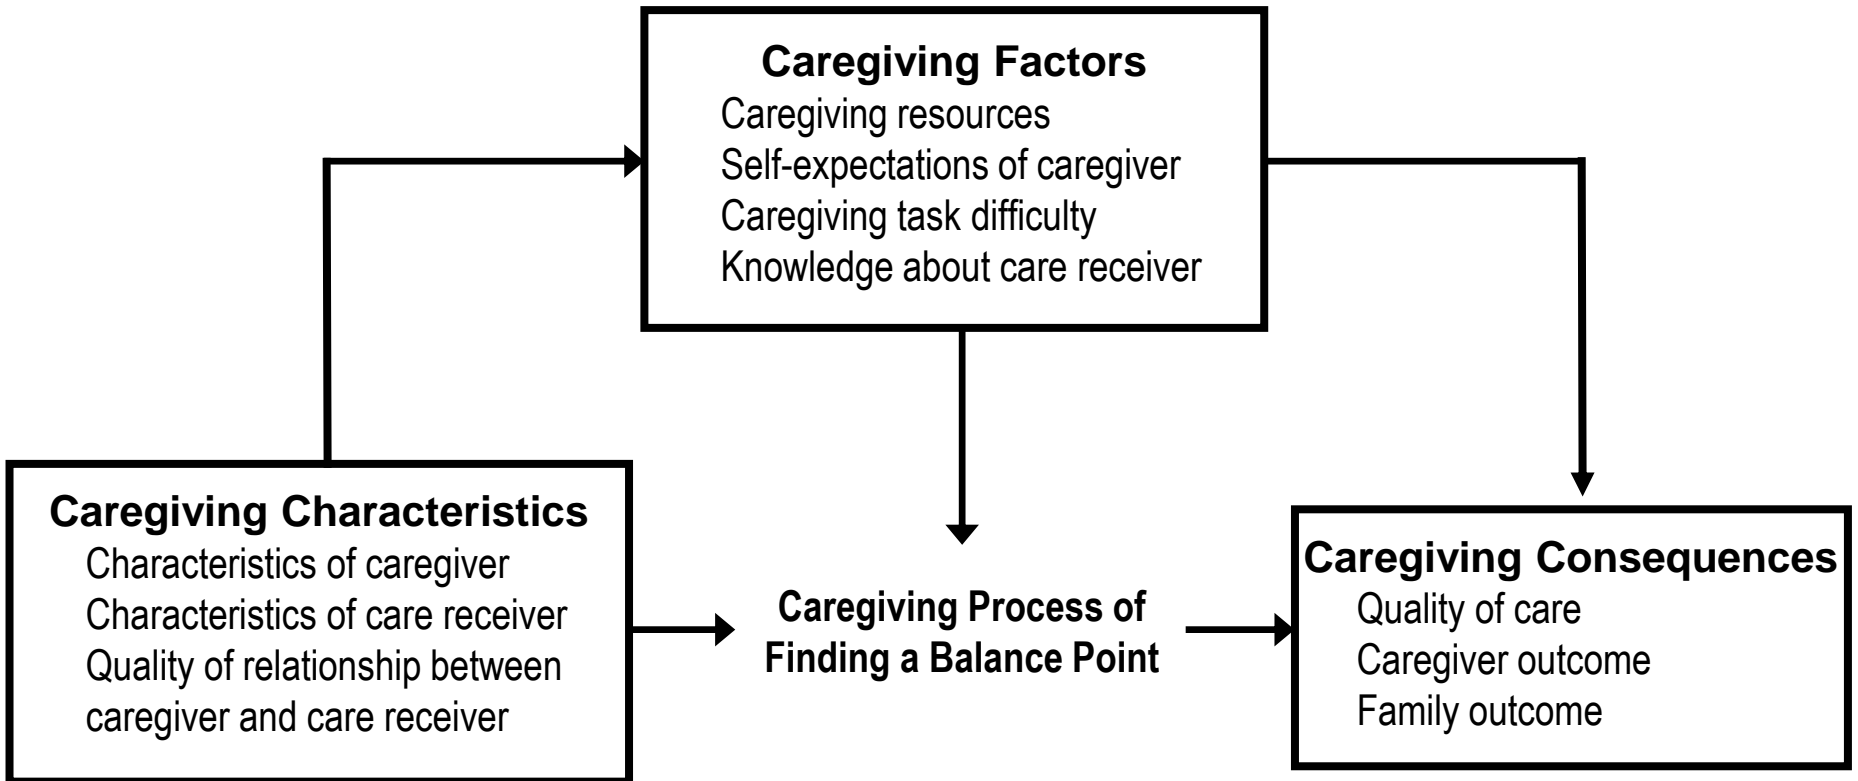 Caregiving Factors
Caregiving resources
Self-expectations of caregiver
Caregiving task difficulty
Knowledge about care receiver
Caregiving Characteristics
Characteristics of caregiver
Characteristics of care receiver
Quality of relationship between
caregiver and care receiver
Caregiving Process of
Finding a Balance Point
Caregiving Consequences
Quality of care
Caregiver outcome
Family outcome